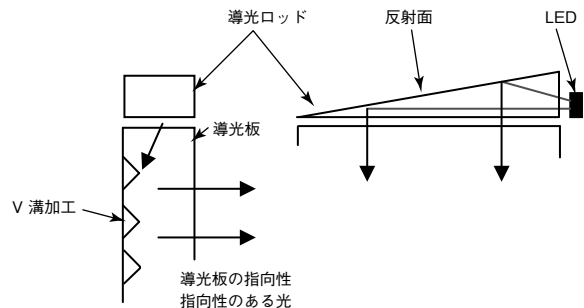 導光ロッド
反射面
LED
導光板
V 溝加工
導光板の指向性
指向性のある光